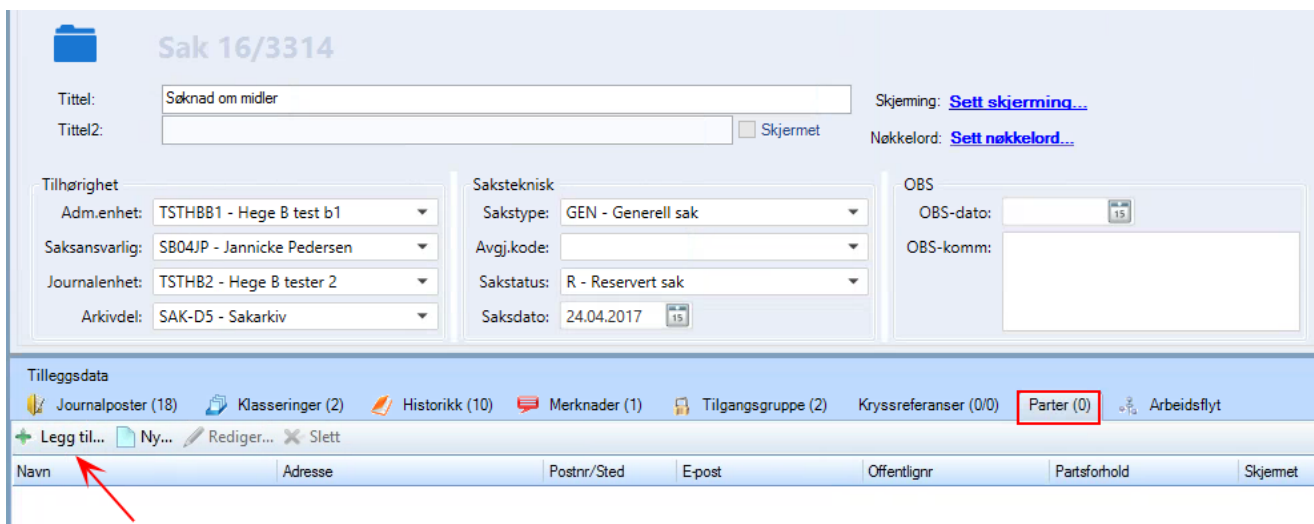 Sak 16/3314
Tittel: Søknad om midler
Skjerming: Sett skjerming...
Tittel2: Skjermet
Nøkkelord: Sett nøkkelord...
Tilhørighet Saksteknisk OBS
Adm.enhet: TSTHBB1 - Hege B test b1 Sakstype: GEN - Generell sak OBS-dato: 15
Saksansvarlig: SB04JP - Jannicke Pedersen Avgj.kode: OBS-komm:
Journalenhet: TSTHB2 - Hege B tester 2 Sakstatus: R - Reservert sak
Arkivdel: SAK-D5 - Sakarkiv Saksdato: 24.04.2017 15
Tilleggsdata
Journalposter (18) Klasseringer (2) Historikk (10) Merknader (1) Tilgangsgruppe (2) Kryssreferanser (0/0) Parter (0) Arbeidsflyt
Legg til... Ny... Rediger... Slett
Navn Adresse Postnr/Sted E-post Offentlignr Partsforhold Skjermet